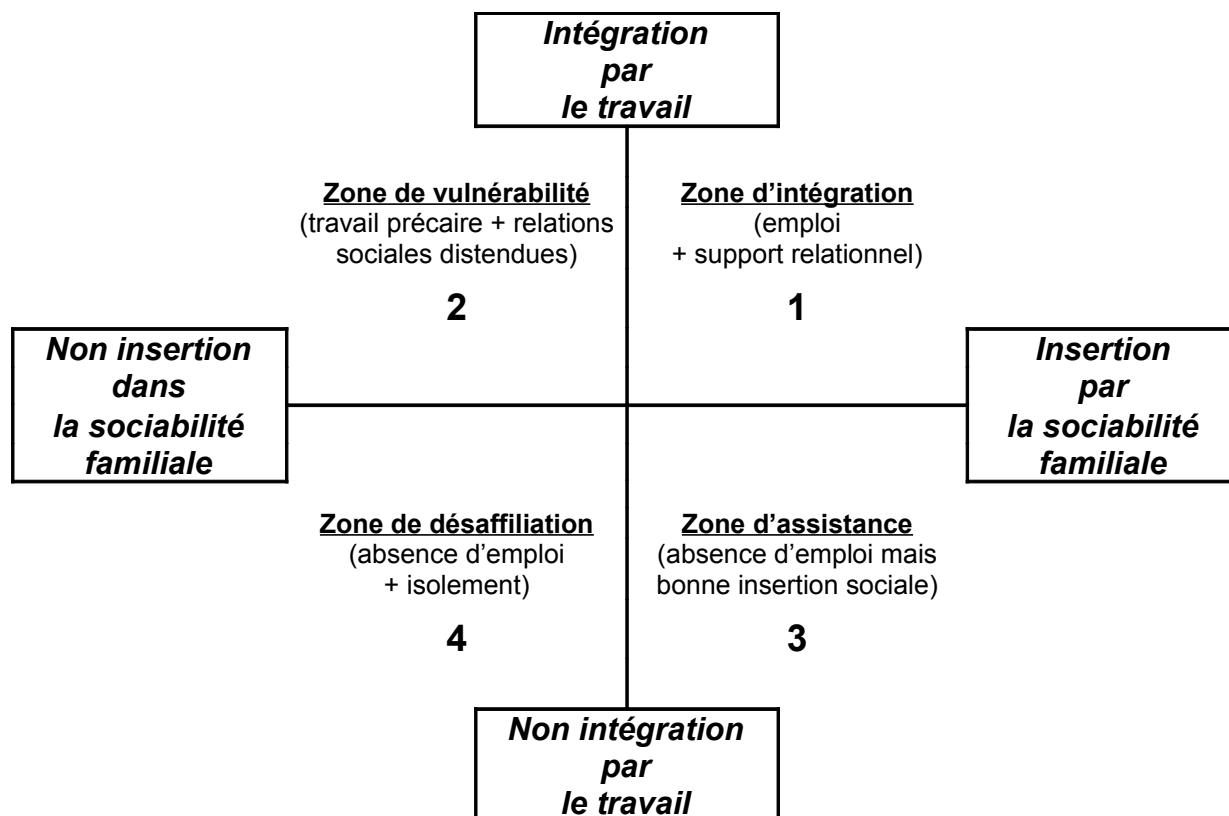 Intégration
par
le travail
Zone de vulnérabilité
(travail précaire + relations
sociales distendues)
2
Zone d’intégration
(emploi
+ support relationnel)
1
Non insertion
dans
la sociabilité
familiale
Insertion
par
la sociabilité
familiale
Zone de désaffiliation
(absence d’emploi
+ isolement)
4
Zone d’assistance
(absence d’emploi mais
bonne insertion sociale)
3
Non intégration
par
le travail